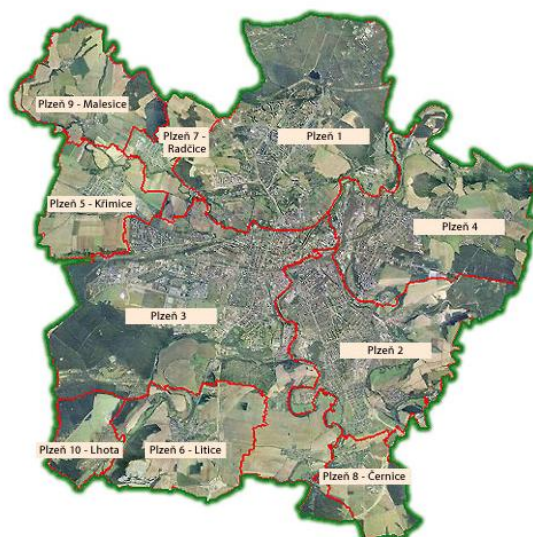 Plzeň 9 - Malesice
Plzeň 7 -
Radčice
Plzeň 1
Plzeň 5 - Křimice
Plzeň 4
Plzeň 3
Plzeň 2
Plzeň 10 - Lhota
Plzeň 6 - Litice
Plzeň 8 - Černice